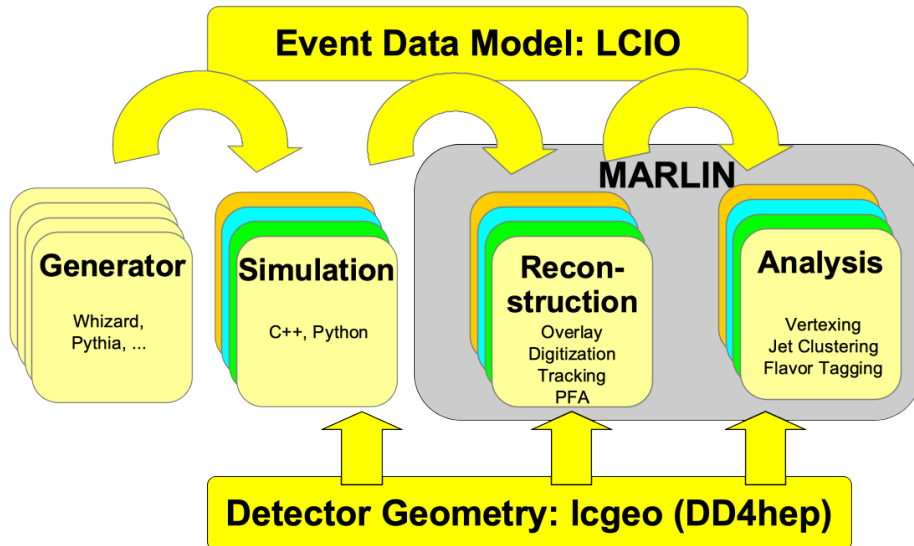 Event Data Model: LCIO
MARLIN
Generator
Whizard,
Pythia, ...
Simulation
C++, Python
Recon-
struction
Overlay
Digitization
Tracking
PFA
Analysis
Vertexing
Jet Clustering
Flavor Tagging
Detector Geometry: lcgeo (DD4hep)